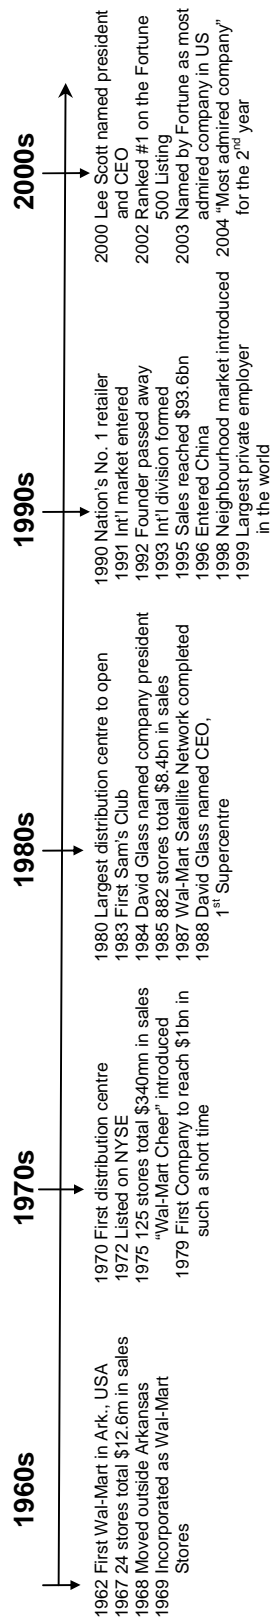 1960s
1962 First Wal-Mart in Ark., USA
1967 24 stores total $12.6m in sales
1968 Moved outside Arkansas
1969 Incorporated as Wal-Mart
Stores
1970s
1970 First distribution centre
1972 Listed on NYSE
1975 125 stores total $340mn in sales
“Wal-Mart Cheer” introduced
1979 First Company to reach $1bn in
such a short time
1980s
1980 Largest distribution centre to open
1983 First Sam’s Club
1984 David Glass named company president
1985 882 stores total $8.4bn in sales
1987 Wal-Mart Satellite Network completed
1988 David Glass named CEO,
1st Supercentre
1990s
1990 Nation’s No. 1 retailer
1991 Int’l market entered
1992 Founder passed away
1993 Int’l division formed
1995 Sales reached $93.6bn
1996 Entered China
1998 Neighbourhood market introduced
1999 Largest private employer
in the world
2000s
2000 Lee Scott named president
and CEO
2002 Ranked #1 on the Fortune
500 Listing
2003 Named by Fortune as most
admired company in US
2004 “Most admired company”
for the 2nd year